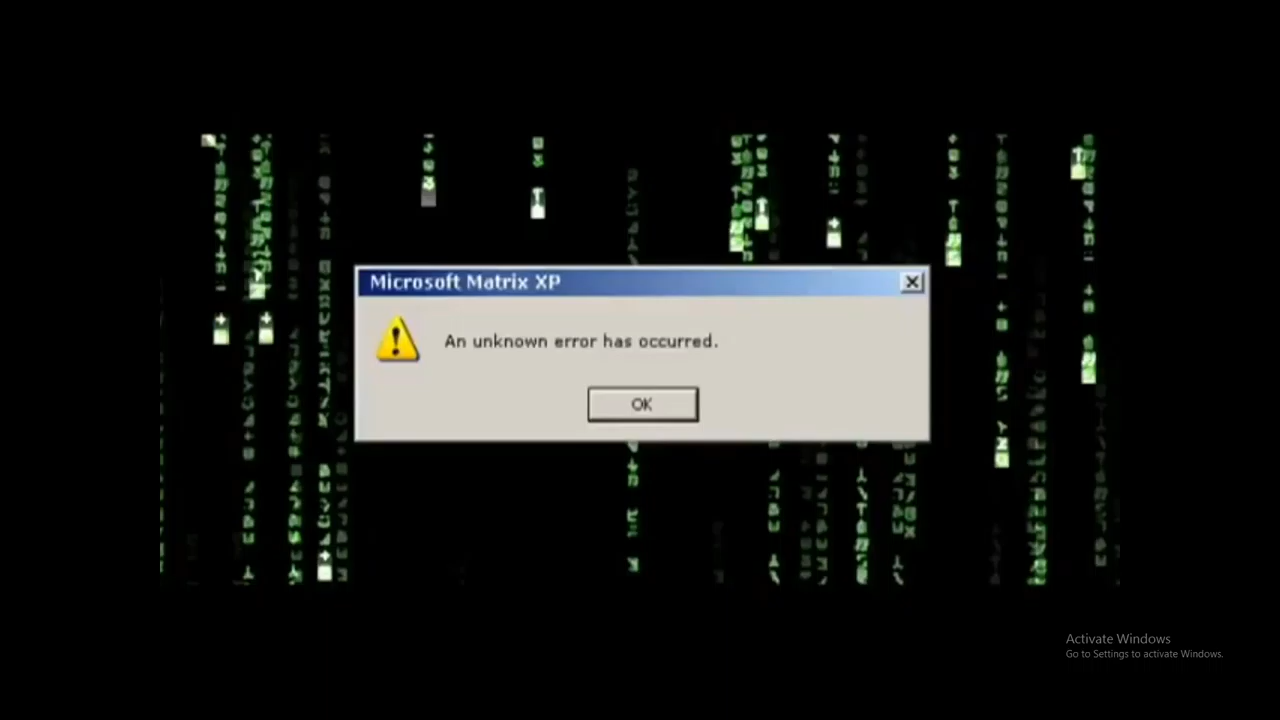 Microsoft Matrix XP
An unknown error has occurred.
OK
Activate Windows
Go to Settings to activate Windows.